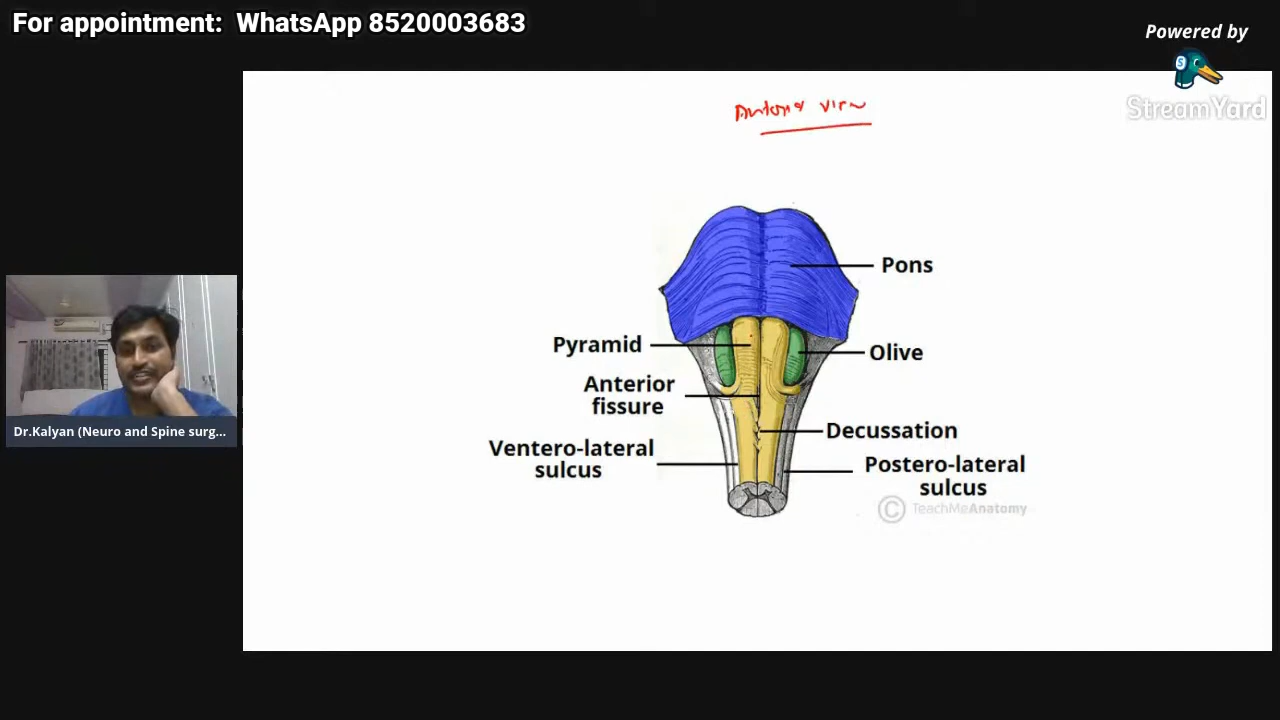 For appointment: WhatsApp 8520003683
Powered by
StreamYard
view
Pons
Pyramid
Olive
Anterior
fissure
Decussation
Ventero-lateral
sulcus
Postero-lateral
sulcus
© TeachMeAnatomy
Dr.Kalyan (Neuro and Spine surg...